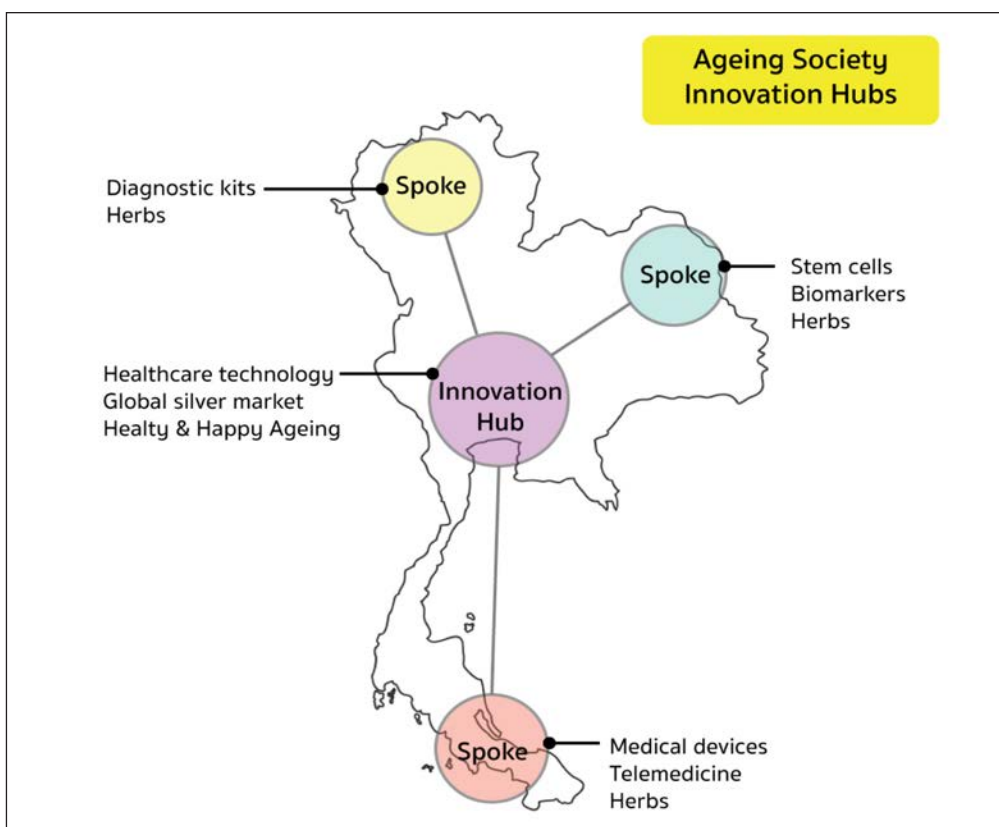 Ageing Society
Innovation Hubs
Spoke
Diagnostic kits
Herbs
Spoke
Stem cells
Biomarkers
Herbs
Healthcare technology
Global silver market
Healty & Happy Ageing
Innovation
Hub
Spoke
Medical devices
Telemedicine
Herbs